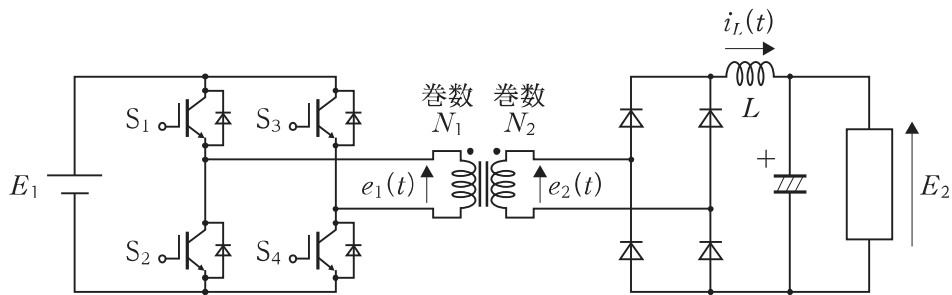 i_L(t)
巻数 巻数
N₁ N₂
S₁ S₃
L
+
E₁ e₁(t) e₂(t) E₂
S₂ S₄